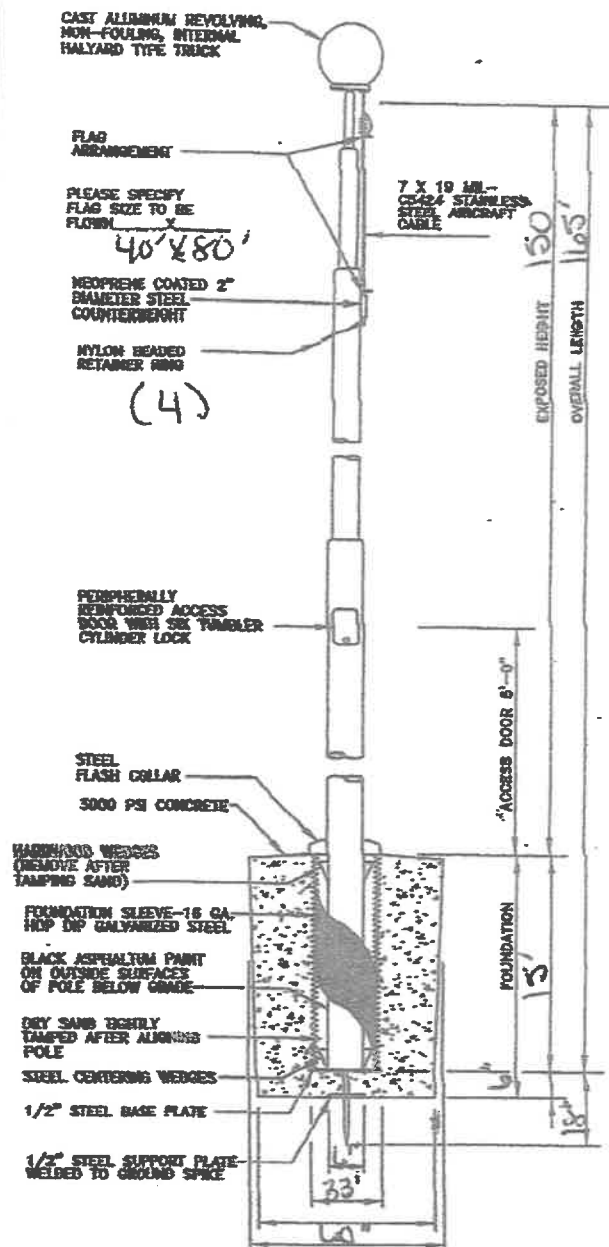 CAST ALUMINUM REVOLVING,
NON-FOULING, INTERNAL
HALYARD TYPE TRUCK
FLAG
ARRANGEMENT
PLEASE SPECIFY
FLAG SIZE TO BE
FLOWN X
40' X 80'
7 X 19 MIL-
STAINLESS
STEEL AIRCRAFT
CABLE
NEOPRENE COATED 2"
DIAMETER STEEL
COUNTERWEIGHT
NYLON BEADED
RETAINER RING
(4)
EXPOSED HEIGHT 150
OVERALL LENGTH 165'
PERIPHERALLY
REINFORCED ACCESS
DOOR WITH SIX TUMBLER
CYLINDER LOCK
"ACCESS DOOR -0"
STEEL
FLASH COLLAR
3000 PSI CONCRETE
HARDWOOD WEDGES
(REMOVE AFTER
TAMPING SAND)
FOUNDATION SLEEVE-16 GA.
HOP DIP GALVANIZED STEEL
BLACK ASPHALTUM PAINT
ON OUTSIDE SURFACES
OF POLE BELOW GRADE
DRY SAND TIGHTLY
TAMPED AFTER ALIGNING
POLE
STEEL CENTERING WEDGES
1/2" STEEL BASE PLATE
1/2" STEEL SUPPORT PLATE
WELDED TO GROUND SPIKE
FOUNDATION 15'
6"
18"
33"